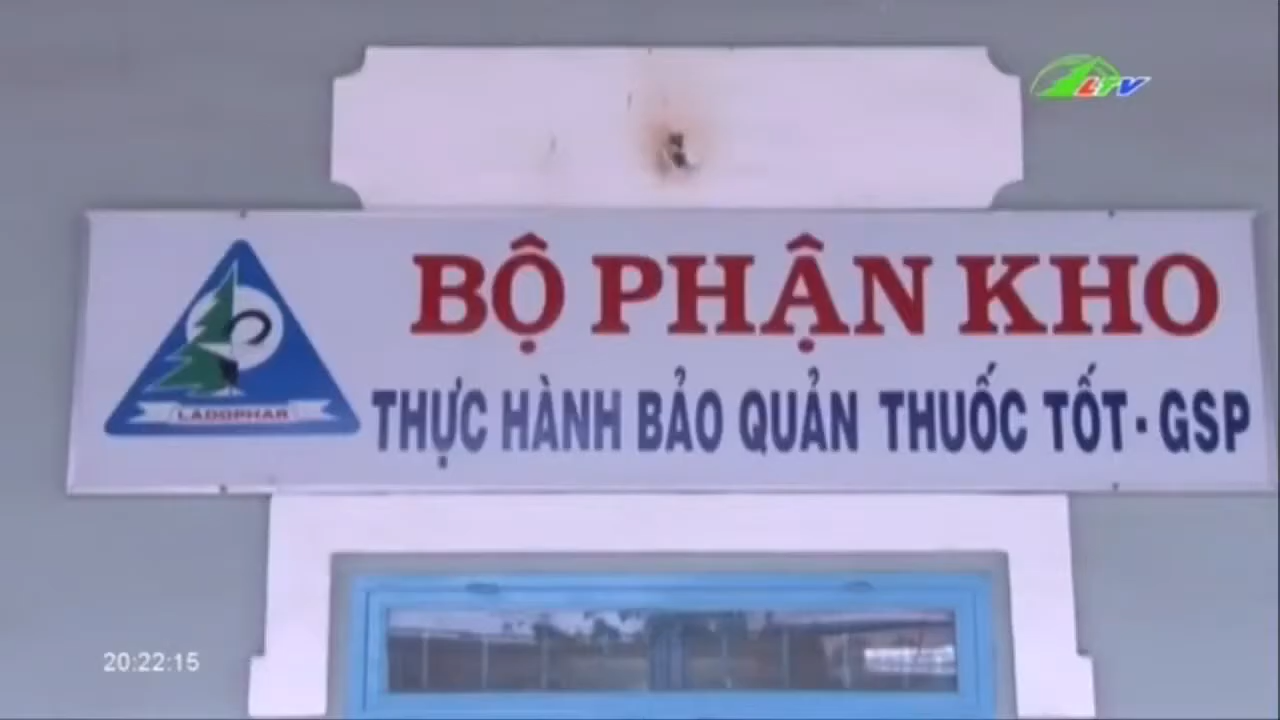 LTV
BỘ PHẬN KHO
LADOPHAR
THỰC HÀNH BẢO QUẢN THUỐC TỐT - GSP
20:22:15